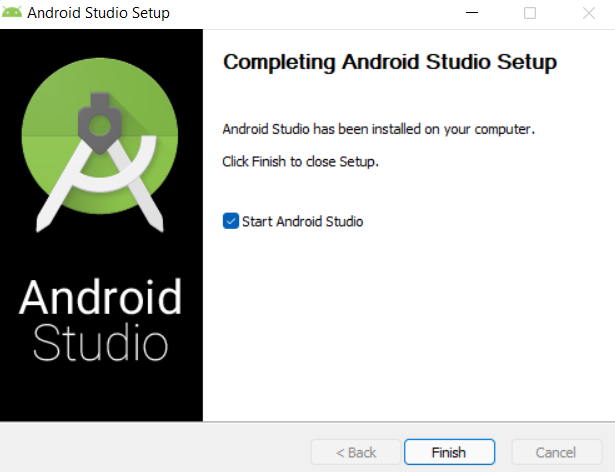 Android Studio Setup
Completing Android Studio Setup
Android Studio has been installed on your computer.
Click Finish to close Setup.
Start Android Studio
Android
Studio
< Back
Finish
Cancel